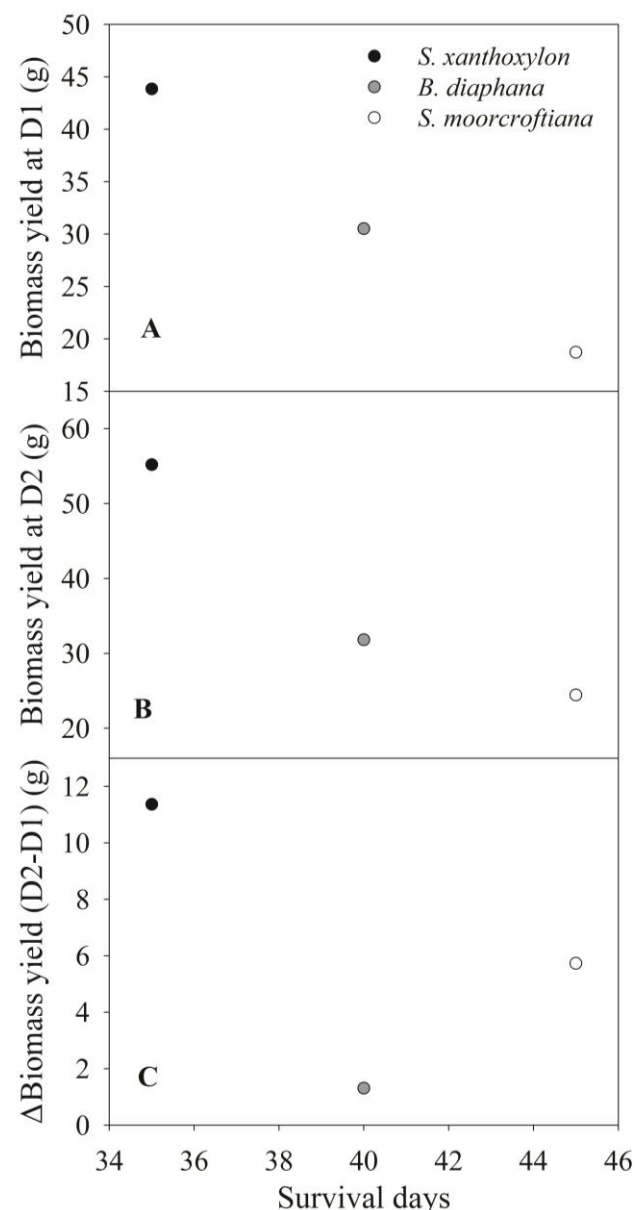 50
45
40
35
30
25
20
15
Biomass yield at D1 (g)
S. xanthoxylon
B. diaphana
S. moorcroftiana
A
60
50
40
30
20
Biomass yield at D2 (g)
B
12
10
8
6
4
2
0
ΔBiomass yield (D2-D1) (g)
C
34 36 38 40 42 44 46
Survival days